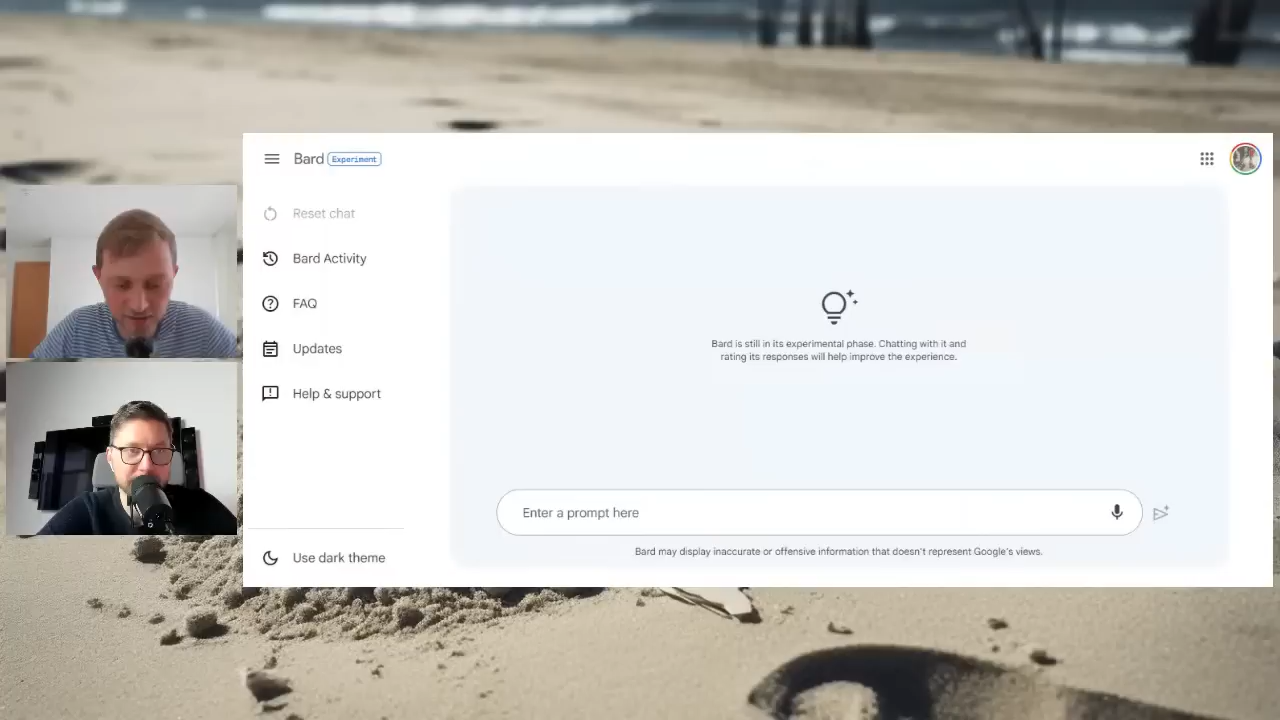 Bard Experiment
Reset chat
Bard Activity
FAQ
Updates
Help & support
Use dark theme
Bard is still in its experimental phase. Chatting with it and
rating its responses will help improve the experience.
Enter a prompt here
Bard may display inaccurate or offensive information that doesn't represent Google's views.